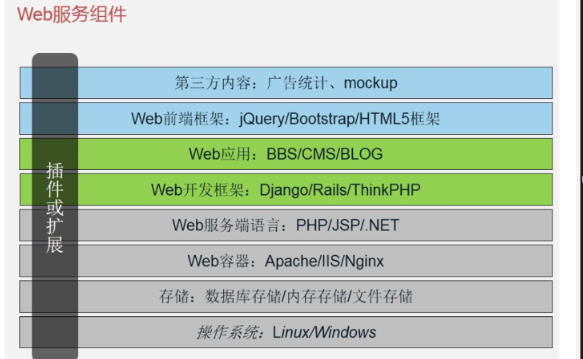 Web服务组件
第三方内容：广告统计、mockup
Web前端框架：jQuery/Bootstrap/HTML5框架
Web应用：BBS/CMS/BLOG
Web开发框架：Django/Rails/ThinkPHP
Web服务端语言：PHP/JSP/.NET
Web容器：Apache/IIS/Nginx
存储：数据库存储/内存存储/文件存储
操作系统：Linux/Windows
插件或扩展